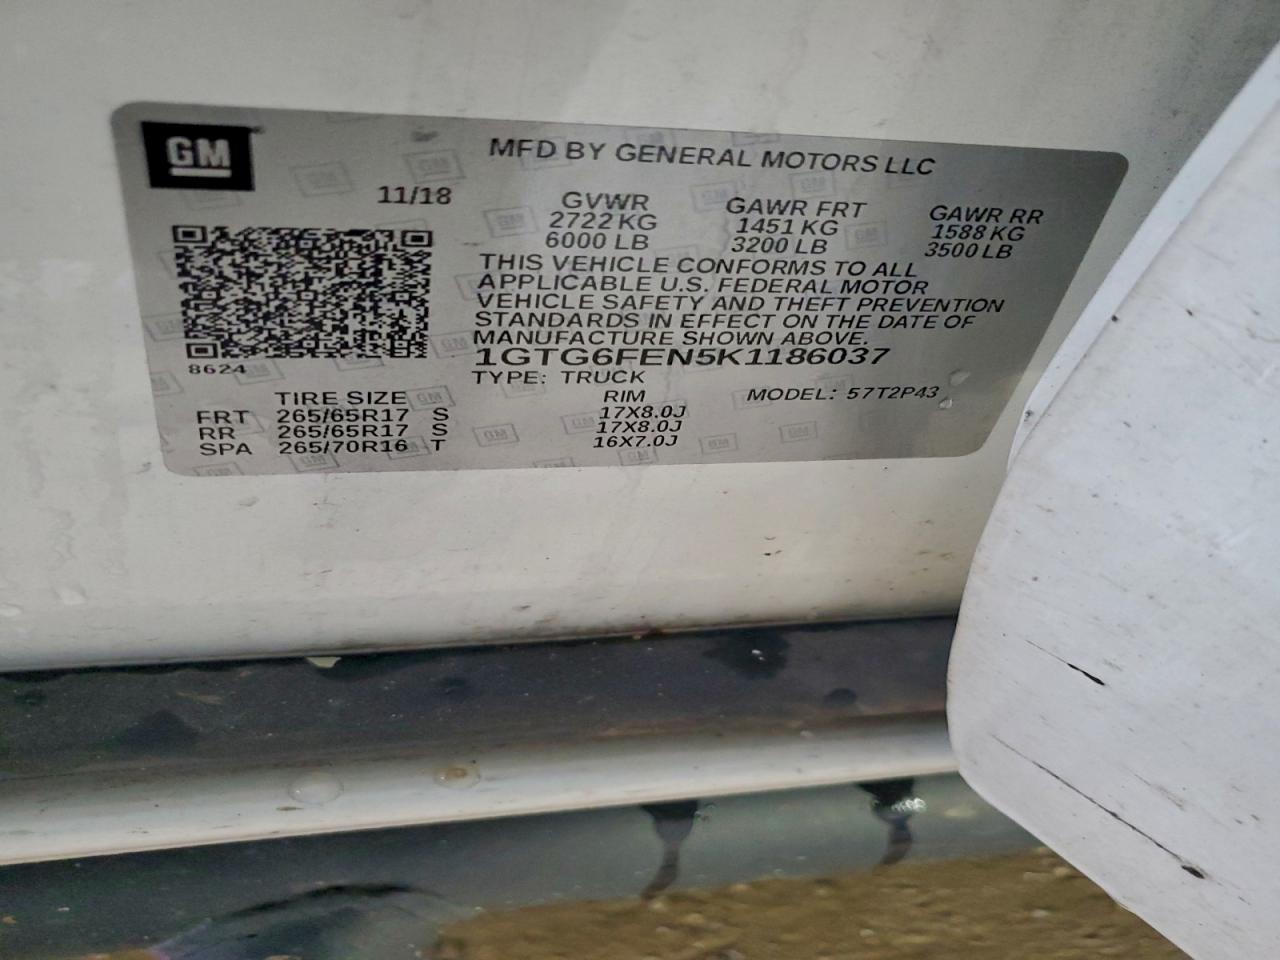 GM
MFD BY GENERAL MOTORS LLC
11/18
GVWR GAWR FRT GAWR RR
2722 KG 1451 KG 1588 KG
6000 LB 3200 LB 3500 LB
THIS VEHICLE CONFORMS TO ALL
APPLICABLE U.S. FEDERAL MOTOR
VEHICLE SAFETY AND THEFT PREVENTION
STANDARDS IN EFFECT ON THE DATE OF
MANUFACTURE SHOWN ABOVE.
1GTG6FEN5K1186037
8624
TYPE: TRUCK MODEL: 57T2P43
TIRE SIZE RIM
FRT 265/65R17 S 17X8.0J
RR 265/65R17 S 17X8.0J
SPA 265/70R16 T 16X7.0J